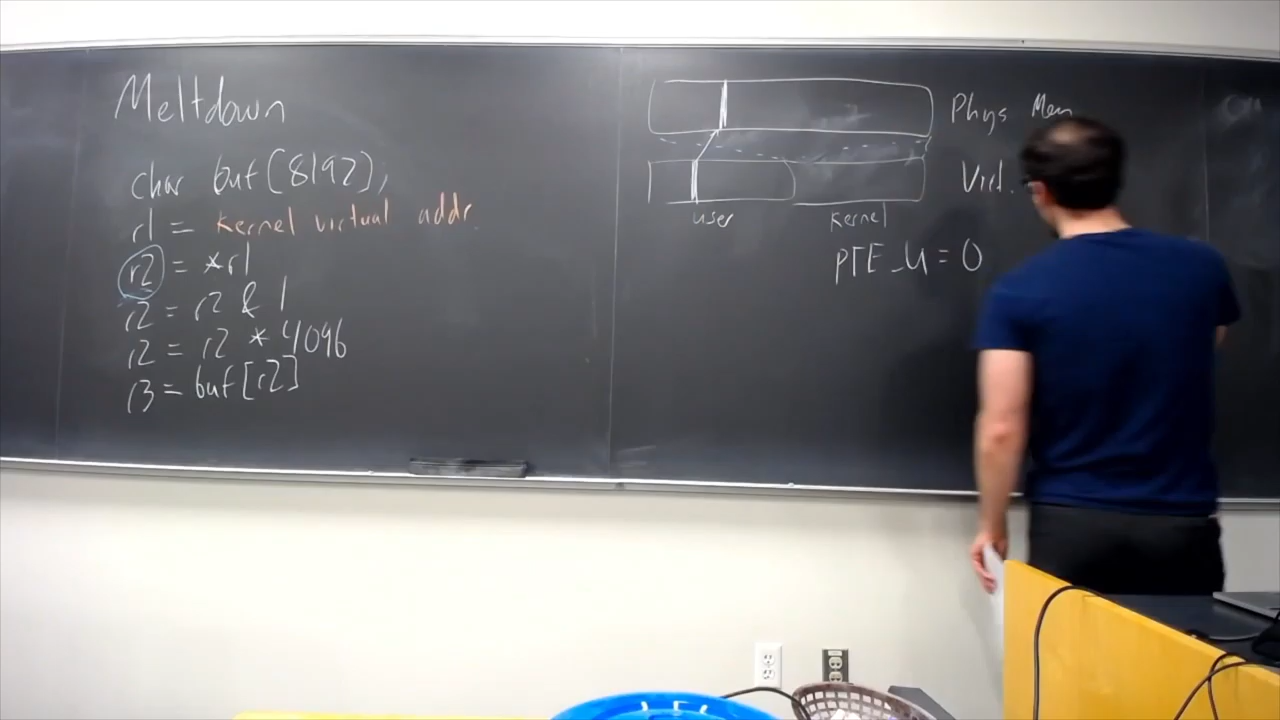 Meltdown
char buf[8192];
r1 = kernel virtual addr
r2 = *r1
r2 = r2 & 1
r2 = r2 * 4096
r3 = buf[r2]
Phys Mem
Virt.
user
kernel
PTE_U = 0